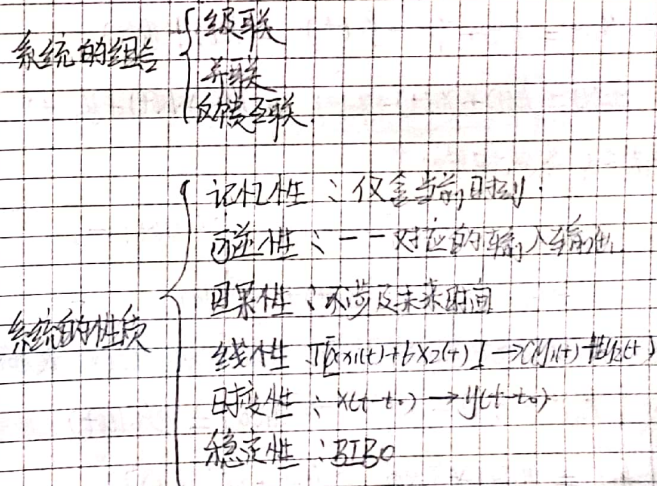 系统的组合
级联
并联
反馈互联.
系统的性质
记忆性：仅含当前时刻.
可逆性：一一对应的输入输出.
因果性：不涉及未来时间
线性 T[ax1(t)+bx2(t)]→ay1(t)+by2(t)
时变性：x(t-t0)→y(t-t0)
稳定性：BIBO